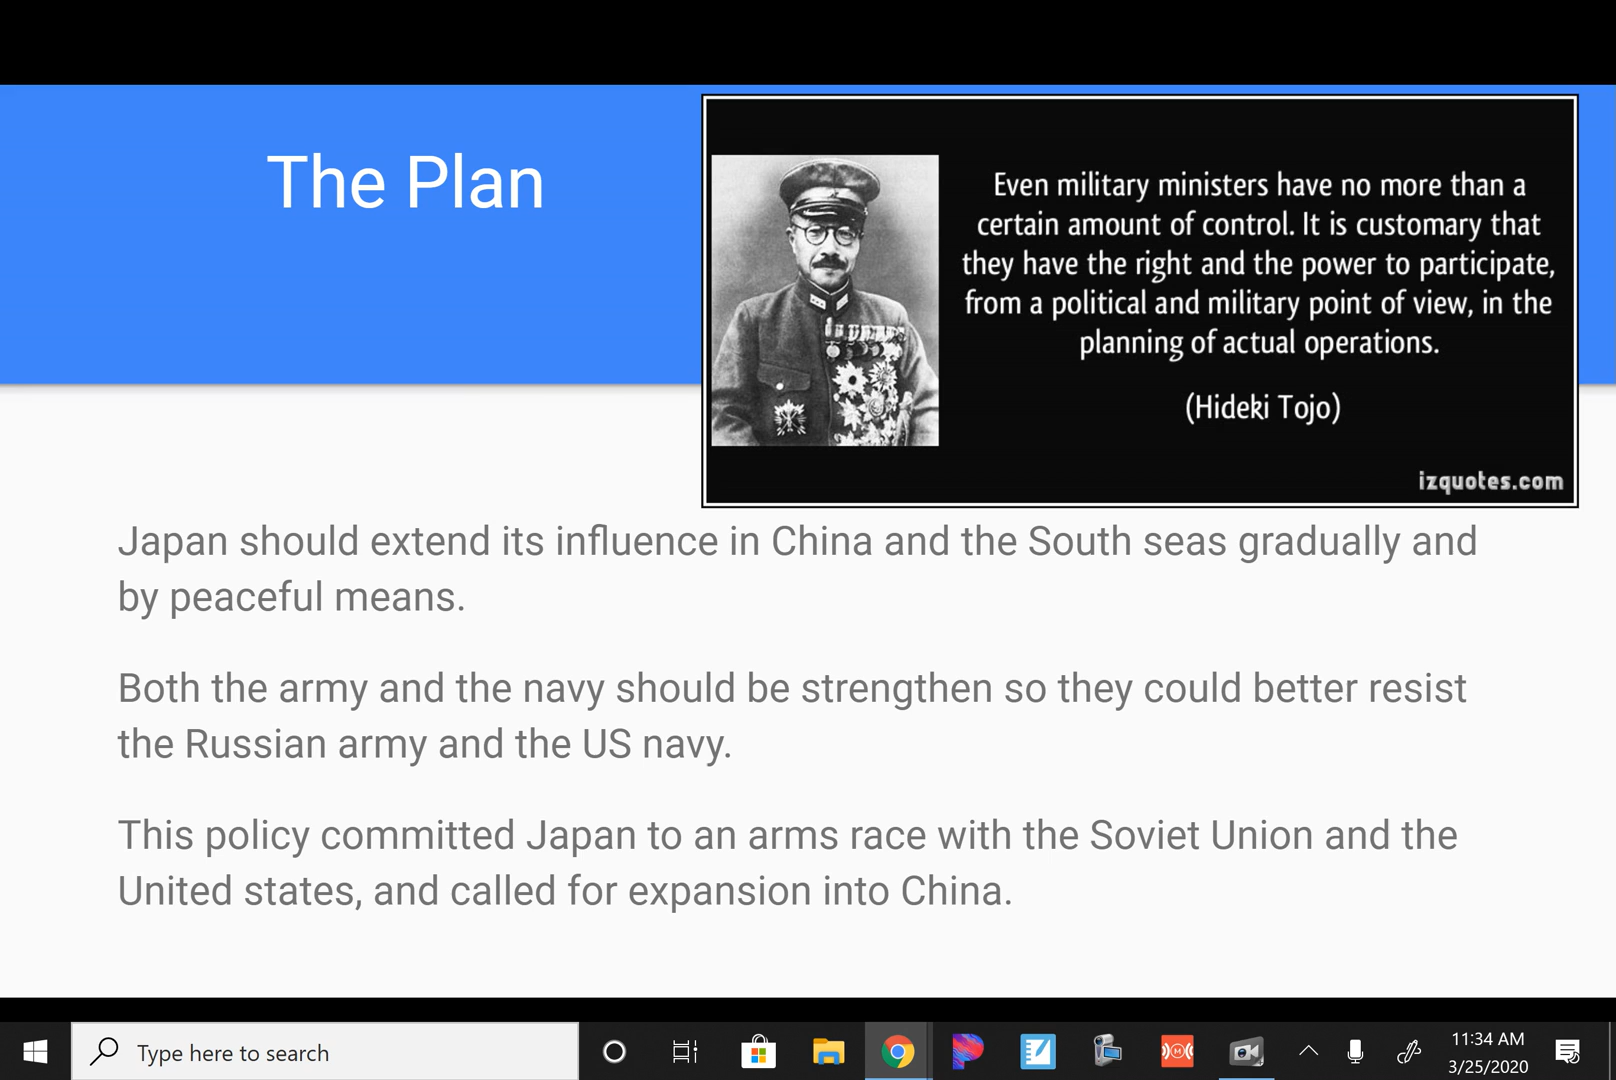 The Plan
Even military ministers have no more than a
certain amount of control. It is customary that
they have the right and the power to participate,
from a political and military point of view, in the
planning of actual operations.
(Hideki Tojo)
izquotes.com
Japan should extend its influence in China and the South seas gradually and
by peaceful means.
Both the army and the navy should be strengthen so they could better resist
the Russian army and the US navy.
This policy committed Japan to an arms race with the Soviet Union and the
United states, and called for expansion into China.
Type here to search
11:34 AM
3/25/2020